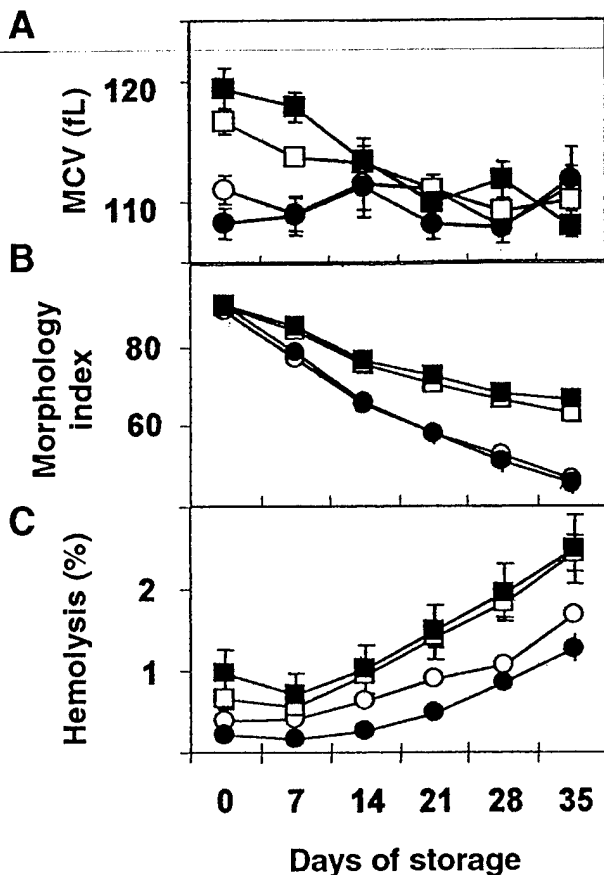 A
MCV (fL)
120
110
B
Morphology
index
80
60
C
Hemolysis (%)
2
1
0 7 14 21 28 35
Days of storage